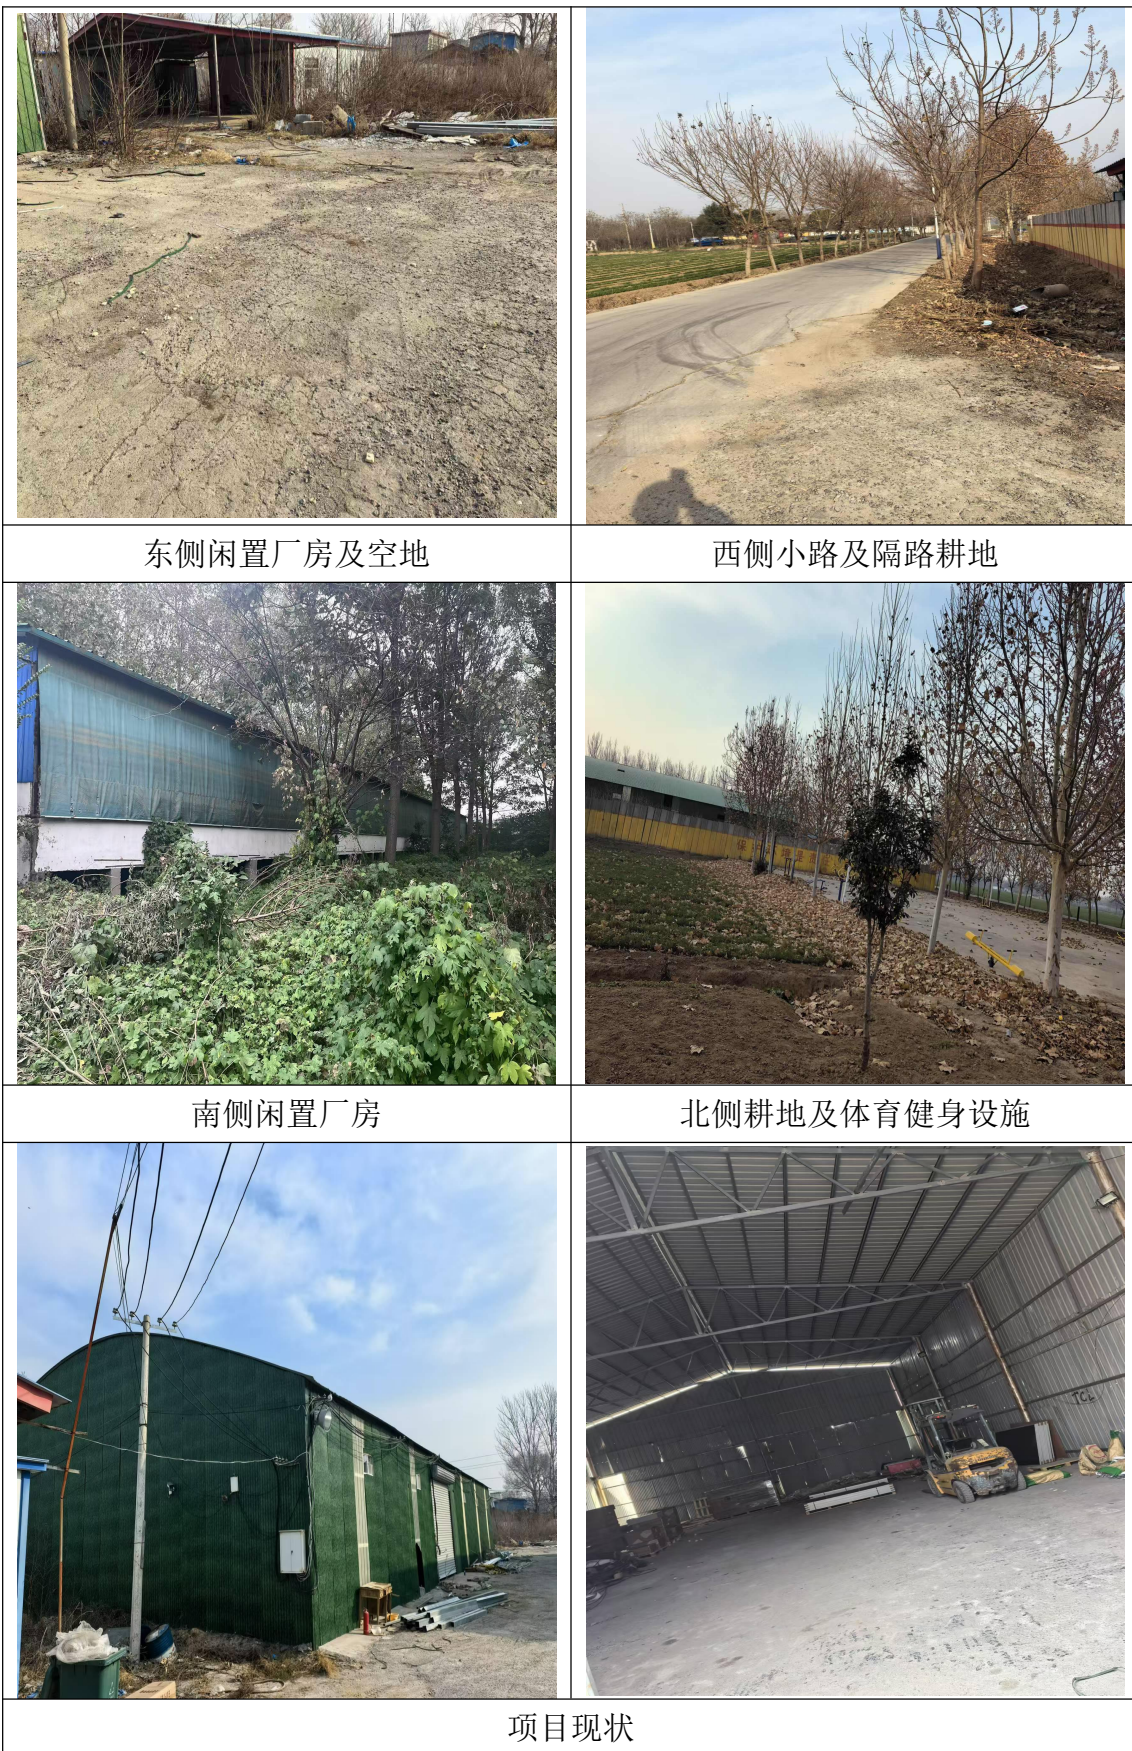 东侧闲置厂房及空地
西侧小路及隔路耕地
南侧闲置厂房
北侧耕地及体育健身设施
TCL
项目现状